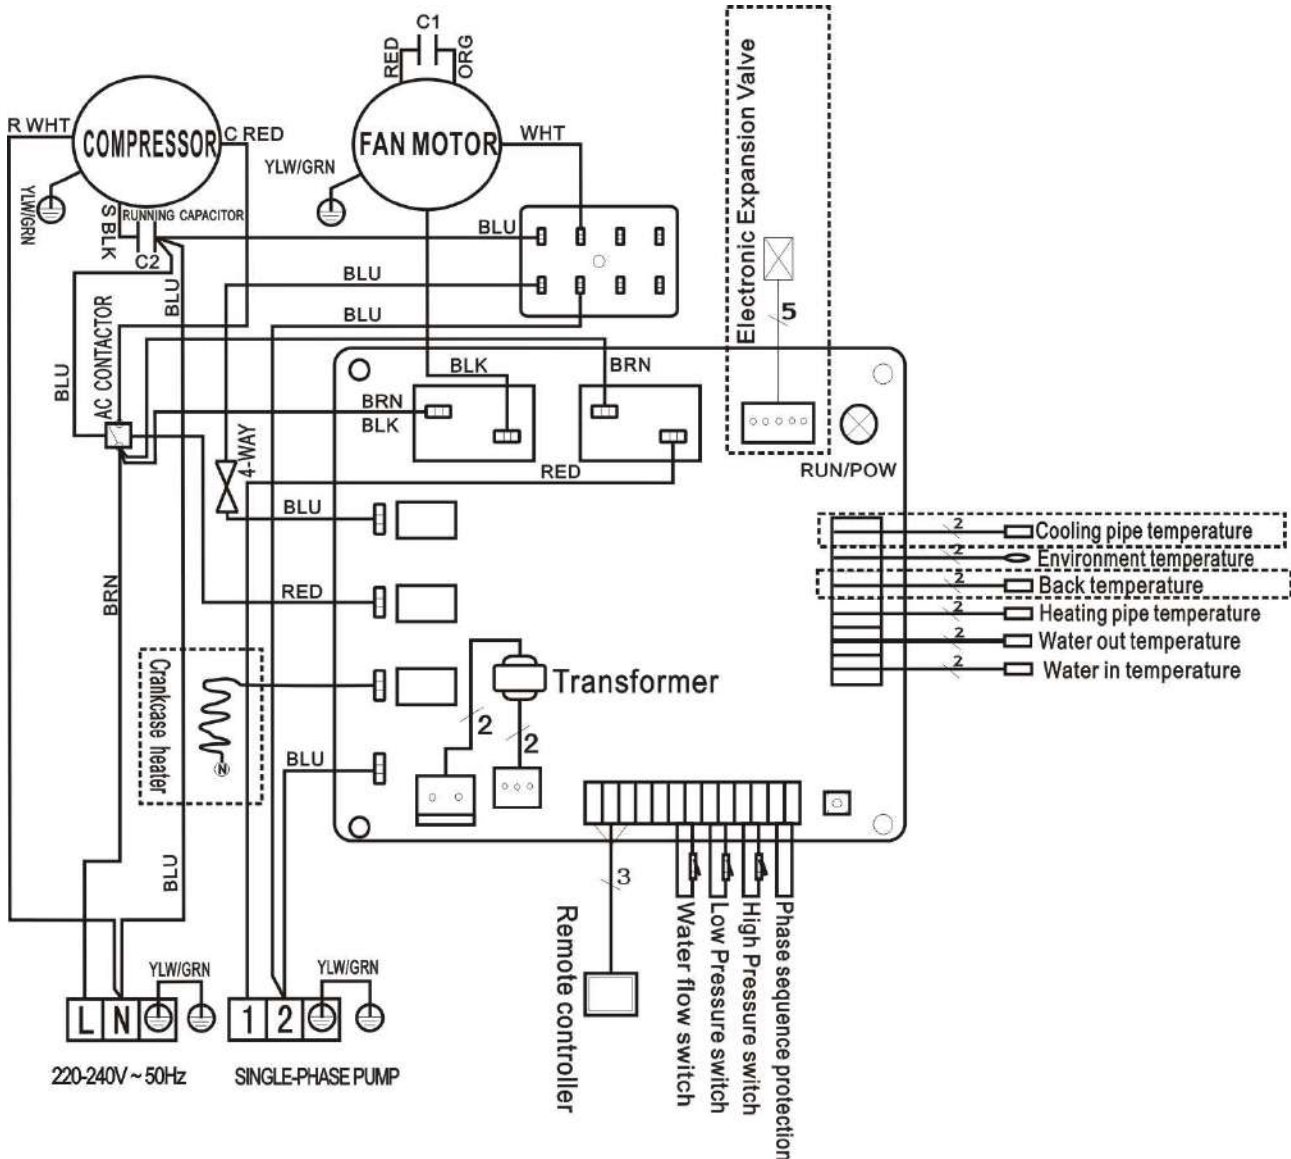 C1
RED
ORG
R WHT
COMPRESSOR
C RED
FAN MOTOR
WHT
YLW/GRN
YLW/GRN
S BLK
RUNNING CAPACITOR
C2
BLU
BLU
BLU
BLU
BLU
AC CONTACTOR
Electronic Expansion Valve
5
BLK
BRN
BRN
BLK
4-WAY
RED
RUN/POW
BLU
RED
BRN
Crankcase heater
N
BLU
BLU
Transformer
2
2
2
Cooling pipe temperature
2
Environment temperature
2
Back temperature
2
Heating pipe temperature
2
Water out temperature
2
Water in temperature
3
Remote controller
Water flow switch
Low Pressure switch
High Pressure switch
Phase sequence protection
YLW/GRN
YLW/GRN
L N
1 2
220-240V ~ 50Hz
SINGLE-PHASE PUMP